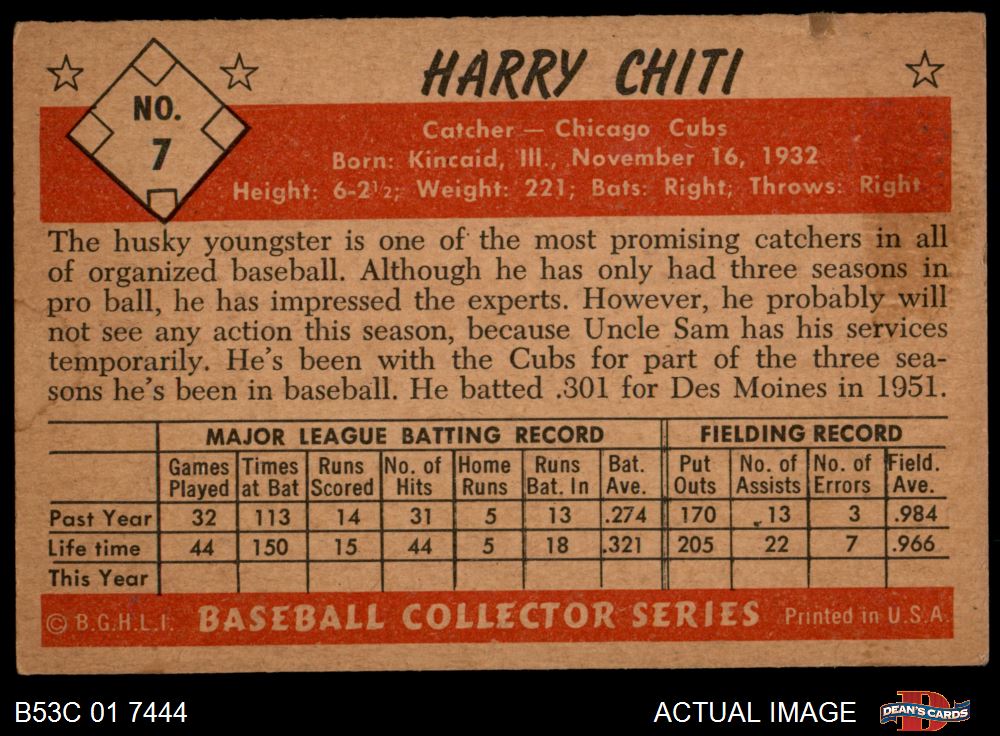 NO.
7
HARRY CHITI
Catcher — Chicago Cubs
Born: Kincaid, Ill., November 16, 1932
Height: 6-2½; Weight: 221; Bats: Right; Throws: Right
The husky youngster is one of the most promising catchers in all
of organized baseball. Although he has only had three seasons in
pro ball, he has impressed the experts. However, he probably will
not see any action this season, because Uncle Sam has his services
temporarily. He's been with the Cubs for part of the three sea-
sons he's been in baseball. He batted .301 for Des Moines in 1951.
MAJOR LEAGUE BATTING RECORD FIELDING RECORD
Games Times Runs No. of Home Runs Bat. Put No. of No. of Field.
Played at Bat Scored Hits Runs Bat. In Ave. Outs Assists Errors Ave.
Past Year 32 113 14 31 5 13 .274 170 13 3 .984
Life time 44 150 15 44 5 18 .321 205 22 7 .966
This Year
© B.G.H.L.I. BASEBALL COLLECTOR SERIES Printed in U.S.A.
B53C 01 7444 ACTUAL IMAGE DEAN'S CARDS